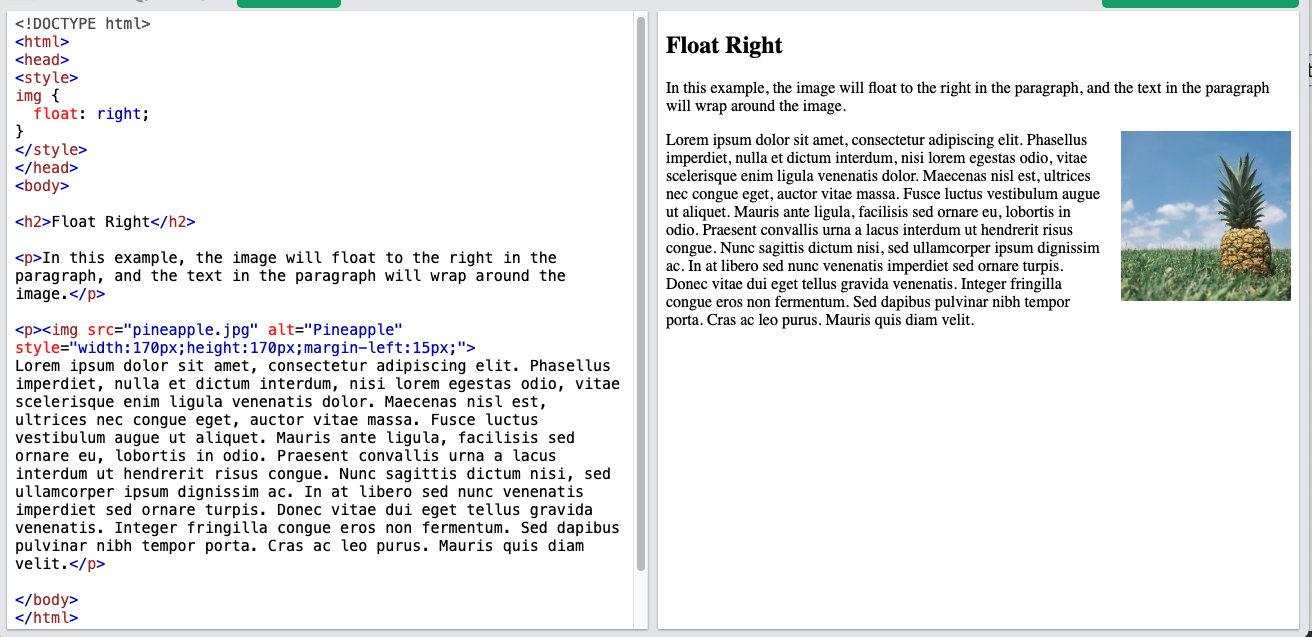 <!DOCTYPE html>
<html>
<head>
<style>
img {
  float: right;
}
</style>
</head>
<body>

<h2>Float Right</h2>

<p>In this example, the image will float to the right in the
paragraph, and the text in the paragraph will wrap around the
image.</p>

<p><img src="pineapple.jpg" alt="Pineapple"
style="width:170px;height:170px;margin-left:15px;">
Lorem ipsum dolor sit amet, consectetur adipiscing elit. Phasellus
imperdiet, nulla et dictum interdum, nisi lorem egestas odio, vitae
scelerisque enim ligula venenatis dolor. Maecenas nisl est,
ultrices nec congue eget, auctor vitae massa. Fusce luctus
vestibulum augue ut aliquet. Mauris ante ligula, facilisis sed
ornare eu, lobortis in odio. Praesent convallis urna a lacus
interdum ut hendrerit risus congue. Nunc sagittis dictum nisi, sed
ullamcorper ipsum dignissim ac. In at libero sed nunc venenatis
imperdiet sed ornare turpis. Donec vitae dui eget tellus gravida
venenatis. Integer fringilla congue eros non fermentum. Sed dapibus
pulvinar nibh tempor porta. Cras ac leo purus. Mauris quis diam
velit.</p>

</body>
</html>
Float Right
In this example, the image will float to the right in the paragraph, and the text in the paragraph
will wrap around the image.
Lorem ipsum dolor sit amet, consectetur adipiscing elit. Phasellus
imperdiet, nulla et dictum interdum, nisi lorem egestas odio, vitae
scelerisque enim ligula venenatis dolor. Maecenas nisl est, ultrices
nec congue eget, auctor vitae massa. Fusce luctus vestibulum augue
ut aliquet. Mauris ante ligula, facilisis sed ornare eu, lobortis in
odio. Praesent convallis urna a lacus interdum ut hendrerit risus
congue. Nunc sagittis dictum nisi, sed ullamcorper ipsum dignissim
ac. In at libero sed nunc venenatis imperdiet sed ornare turpis.
Donec vitae dui eget tellus gravida venenatis. Integer fringilla
congue eros non fermentum. Sed dapibus pulvinar nibh tempor
porta. Cras ac leo purus. Mauris quis diam velit.